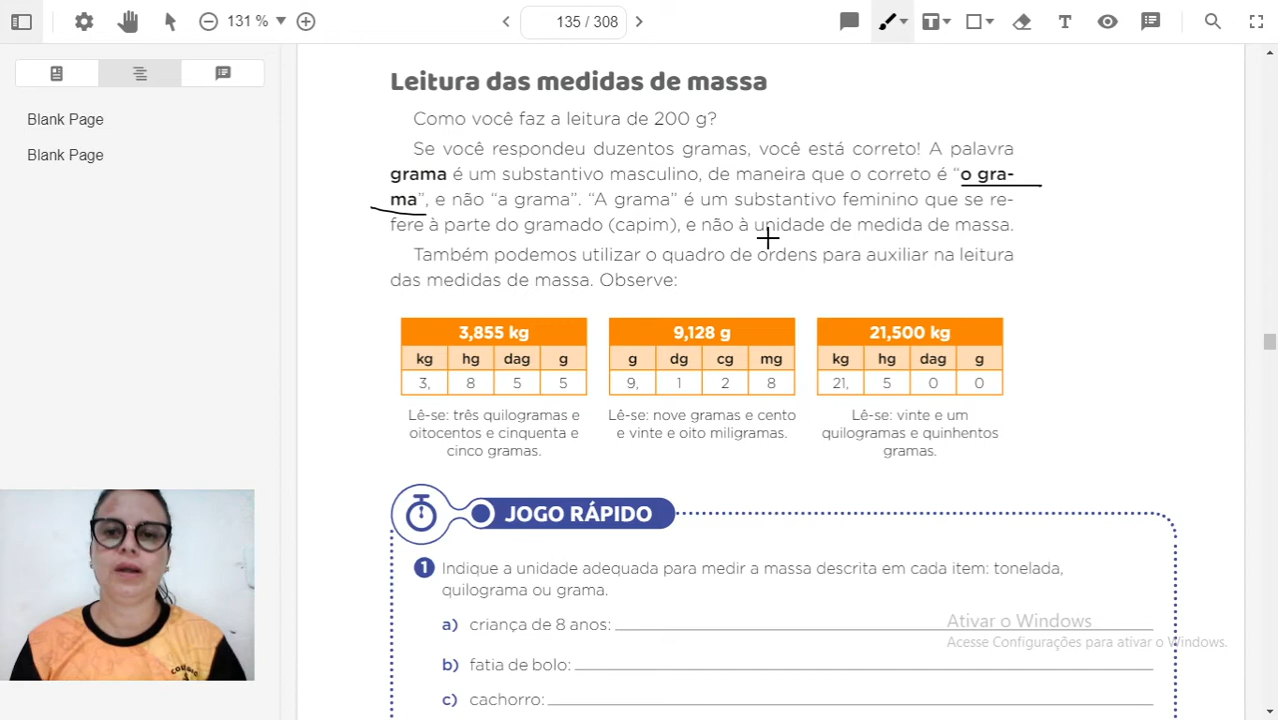 131 %
135 / 308
Blank Page
Blank Page
Leitura das medidas de massa
Como você faz a leitura de 200 g?
Se você respondeu duzentos gramas, você está correto! A palavra
grama é um substantivo masculino, de maneira que o correto é “o gra-
ma”, e não “a grama”. “A grama” é um substantivo feminino que se re-
fere à parte do gramado (capim), e não à unidade de medida de massa.
Também podemos utilizar o quadro de ordens para auxiliar na leitura
das medidas de massa. Observe:
3,855 kg
kg hg dag g
3, 8 5 5
Lê-se: três quilogramas e
oitocentos e cinquenta e
cinco gramas.
9,128 g
g dg cg mg
9, 1 2 8
Lê-se: nove gramas e cento
e vinte e oito miligramas.
21,500 kg
kg hg dag g
21, 5 0 0
Lê-se: vinte e um
quilogramas e quinhentos
gramas.
JOGO RÁPIDO
1 Indique a unidade adequada para medir a massa descrita em cada item: tonelada,
quilograma ou grama.
a) criança de 8 anos:
b) fatia de bolo:
c) cachorro:
Ativar o Windows
Acesse Configurações para ativar o Windows.